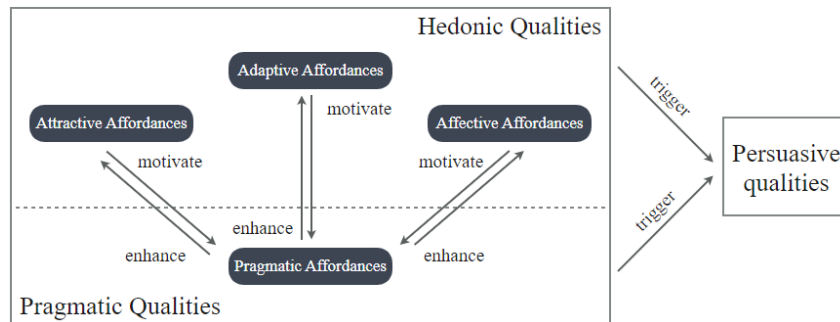 Hedonic Qualities
Adaptive Affordances
motivate
Attractive Affordances
Affective Affordances
motivate
motivate
trigger
Persuasive
qualities
enhance
enhance
enhance
trigger
Pragmatic Affordances
Pragmatic Qualities